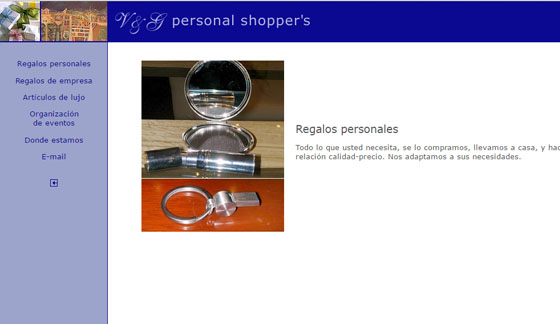 V&G personal shopper's
Regalos personales
Regalos de empresa
Artículos de lujo
Organización
de eventos
Donde estamos
E-mail
Regalos personales
Todo lo que usted necesita, se lo compramos, llevamos a casa, y hac
relación calidad-precio. Nos adaptamos a sus necesidades.